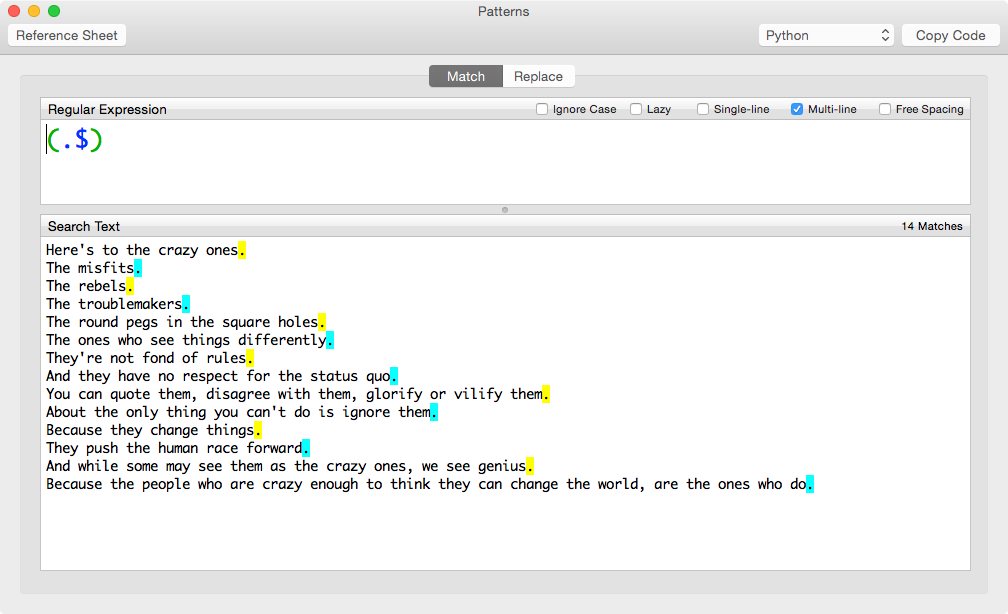 Patterns
Reference Sheet
Python
Copy Code
Match
Replace
Regular Expression
Ignore Case
Lazy
Single-line
Multi-line
Free Spacing
(.$)
Search Text
14 Matches
Here's to the crazy ones.
The misfits.
The rebels.
The troublemakers.
The round pegs in the square holes.
The ones who see things differently.
They're not fond of rules.
And they have no respect for the status quo.
You can quote them, disagree with them, glorify or vilify them.
About the only thing you can't do is ignore them.
Because they change things.
They push the human race forward.
And while some may see them as the crazy ones, we see genius.
Because the people who are crazy enough to think they can change the world, are the ones who do.